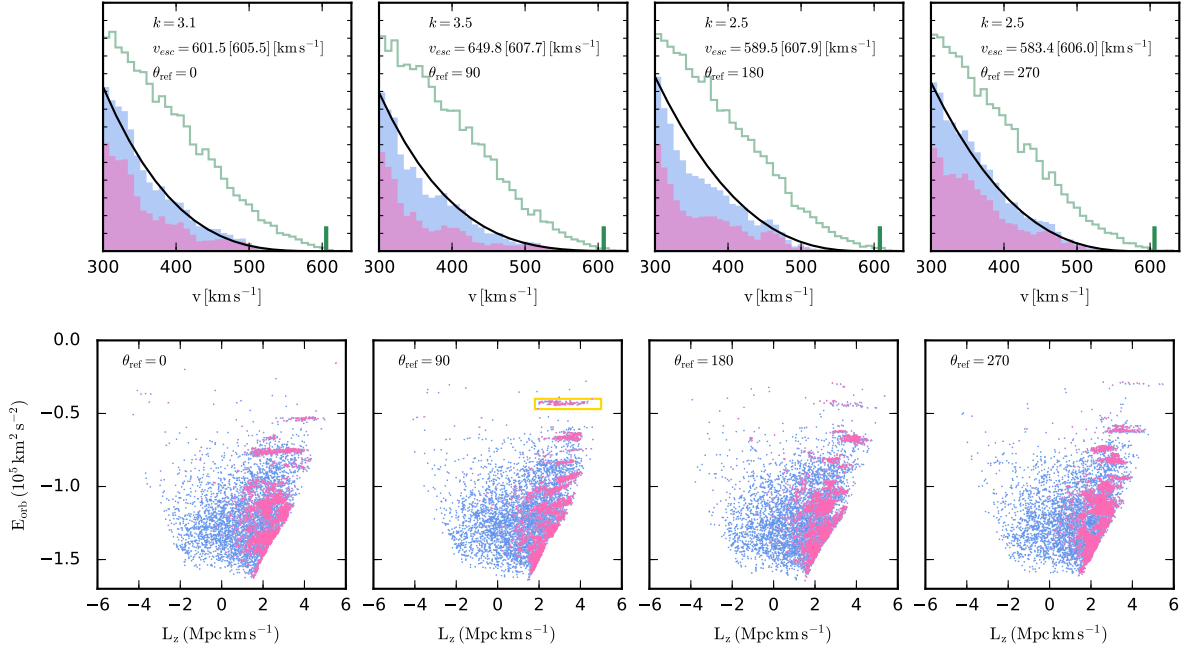 k = 3.1
v_esc = 601.5 [605.5] [km s⁻¹]
θ_ref = 0
k = 3.5
v_esc = 649.8 [607.7] [km s⁻¹]
θ_ref = 90
k = 2.5
v_esc = 589.5 [607.9] [km s⁻¹]
θ_ref = 180
k = 2.5
v_esc = 583.4 [606.0] [km s⁻¹]
θ_ref = 270
300 400 500 600 300 400 500 600 300 400 500 600 300 400 500 600
v [km s⁻¹] v [km s⁻¹] v [km s⁻¹] v [km s⁻¹]
0.0
−0.5
−1.0
−1.5
E_orb (10⁵ km² s⁻²)
θ_ref = 0
θ_ref = 90
θ_ref = 180
θ_ref = 270
−6 −4 −2 0 2 4 6 −6 −4 −2 0 2 4 6 −6 −4 −2 0 2 4 6 −6 −4 −2 0 2 4 6
L_z (Mpc km s⁻¹) L_z (Mpc km s⁻¹) L_z (Mpc km s⁻¹) L_z (Mpc km s⁻¹)